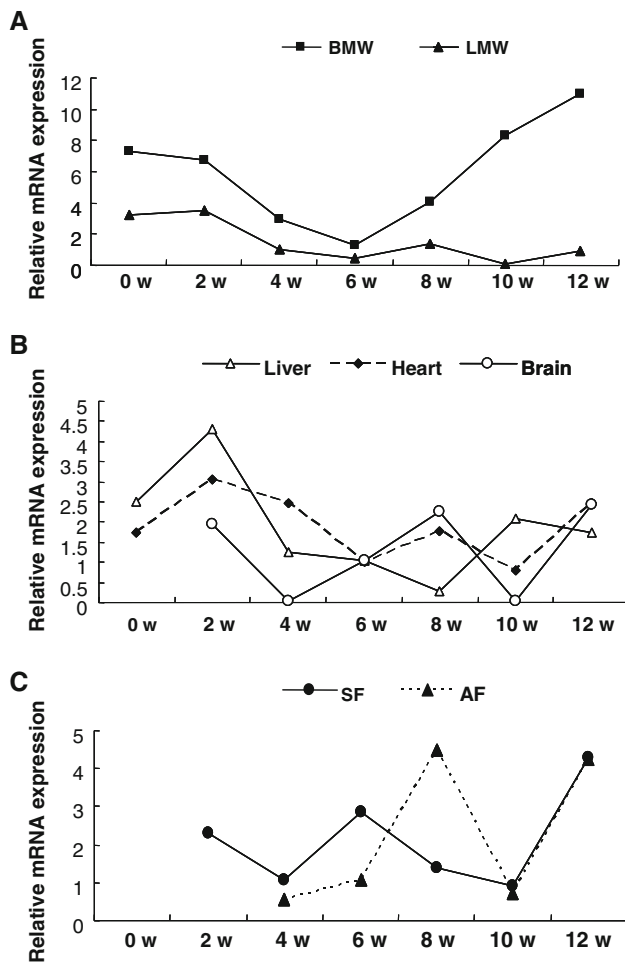 A
BMW LMW
Relative mRNA expression
12
10
8
6
4
2
0
0 w 2 w 4 w 6 w 8 w 10 w 12 w
B
Liver Heart Brain
Relative mRNA expression
5
4.5
4
3.5
3
2.5
2
1.5
1
0.5
0
0 w 2 w 4 w 6 w 8 w 10 w 12 w
C
SF AF
Relative mRNA expression
5
4
3
2
1
0
0 w 2 w 4 w 6 w 8 w 10 w 12 w